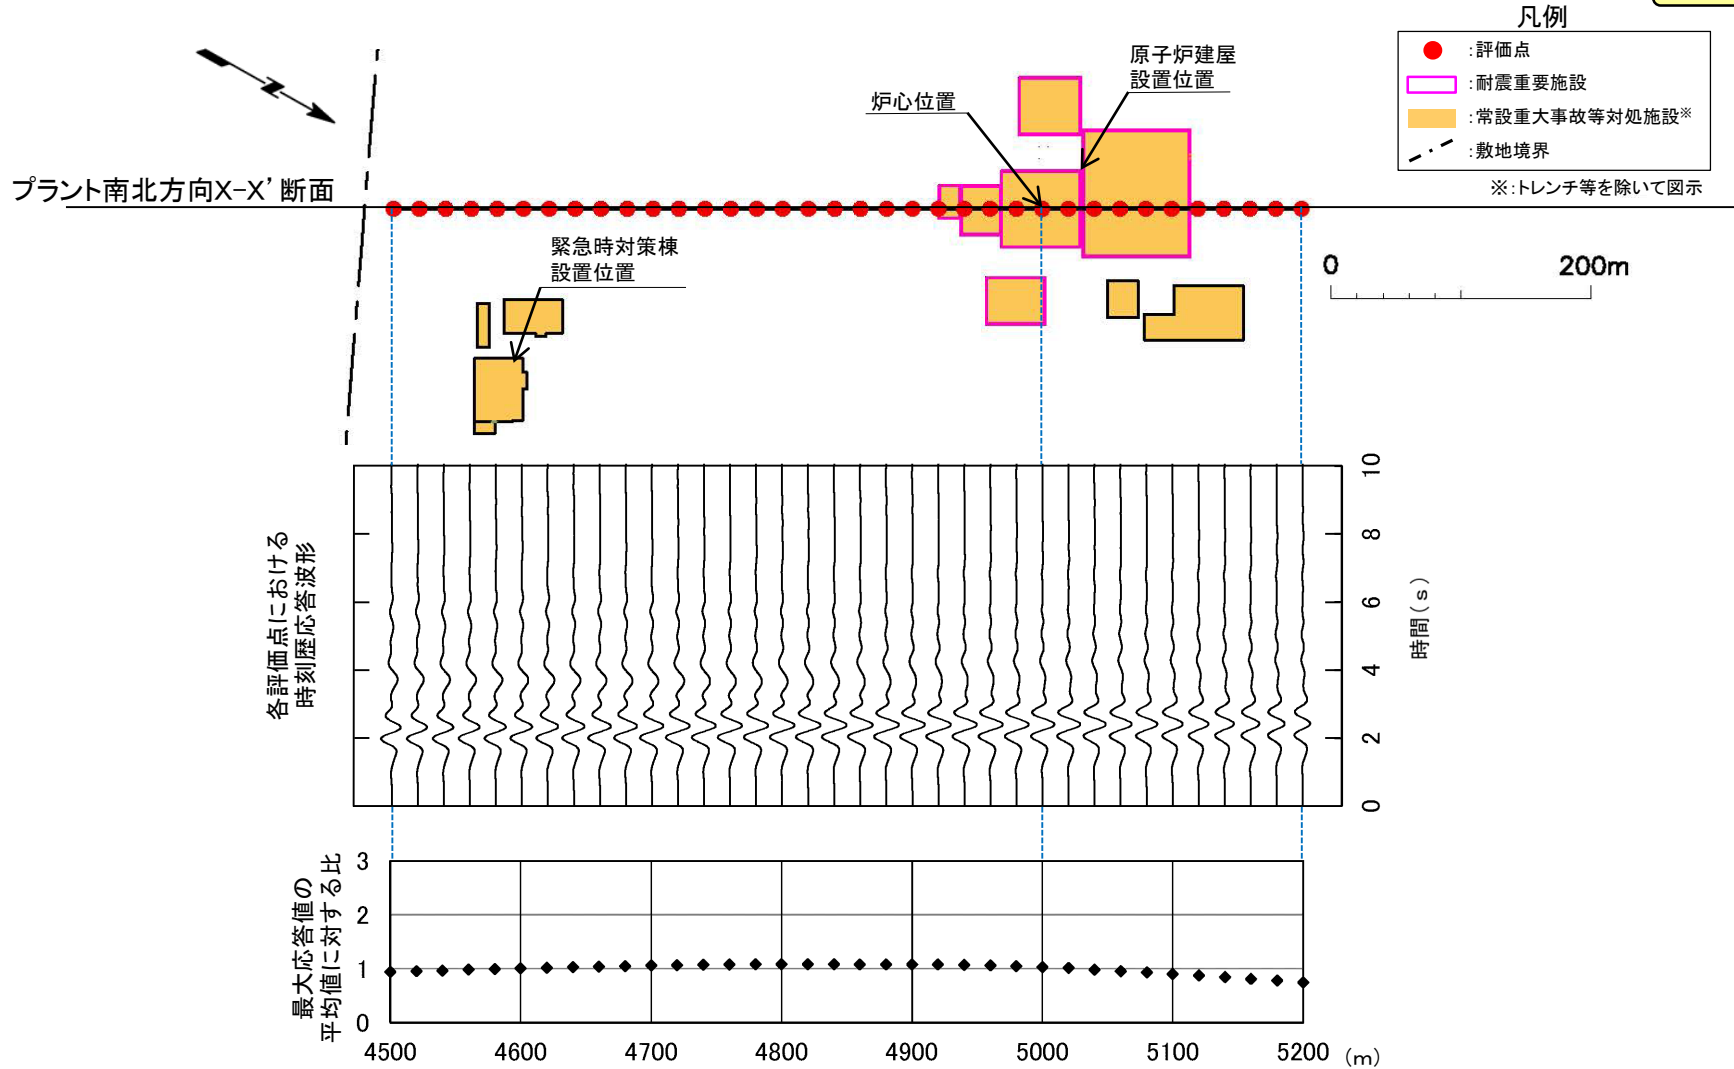 凡例
:評価点
:耐震重要施設
:常設重大事故等対処施設※
:敷地境界
※:トレンチ等を除いて図示
原子炉建屋
設置位置
炉心位置
プラント南北方向X-X’断面
緊急時対策棟
設置位置
0 200m
各評価点における
時刻歴応答波形
10
8
6
4
2
0
時間(s)
最大応答値の
平均値に対する比
3
2
1
0
4500 4600 4700 4800 4900 5000 5100 5200 (m)